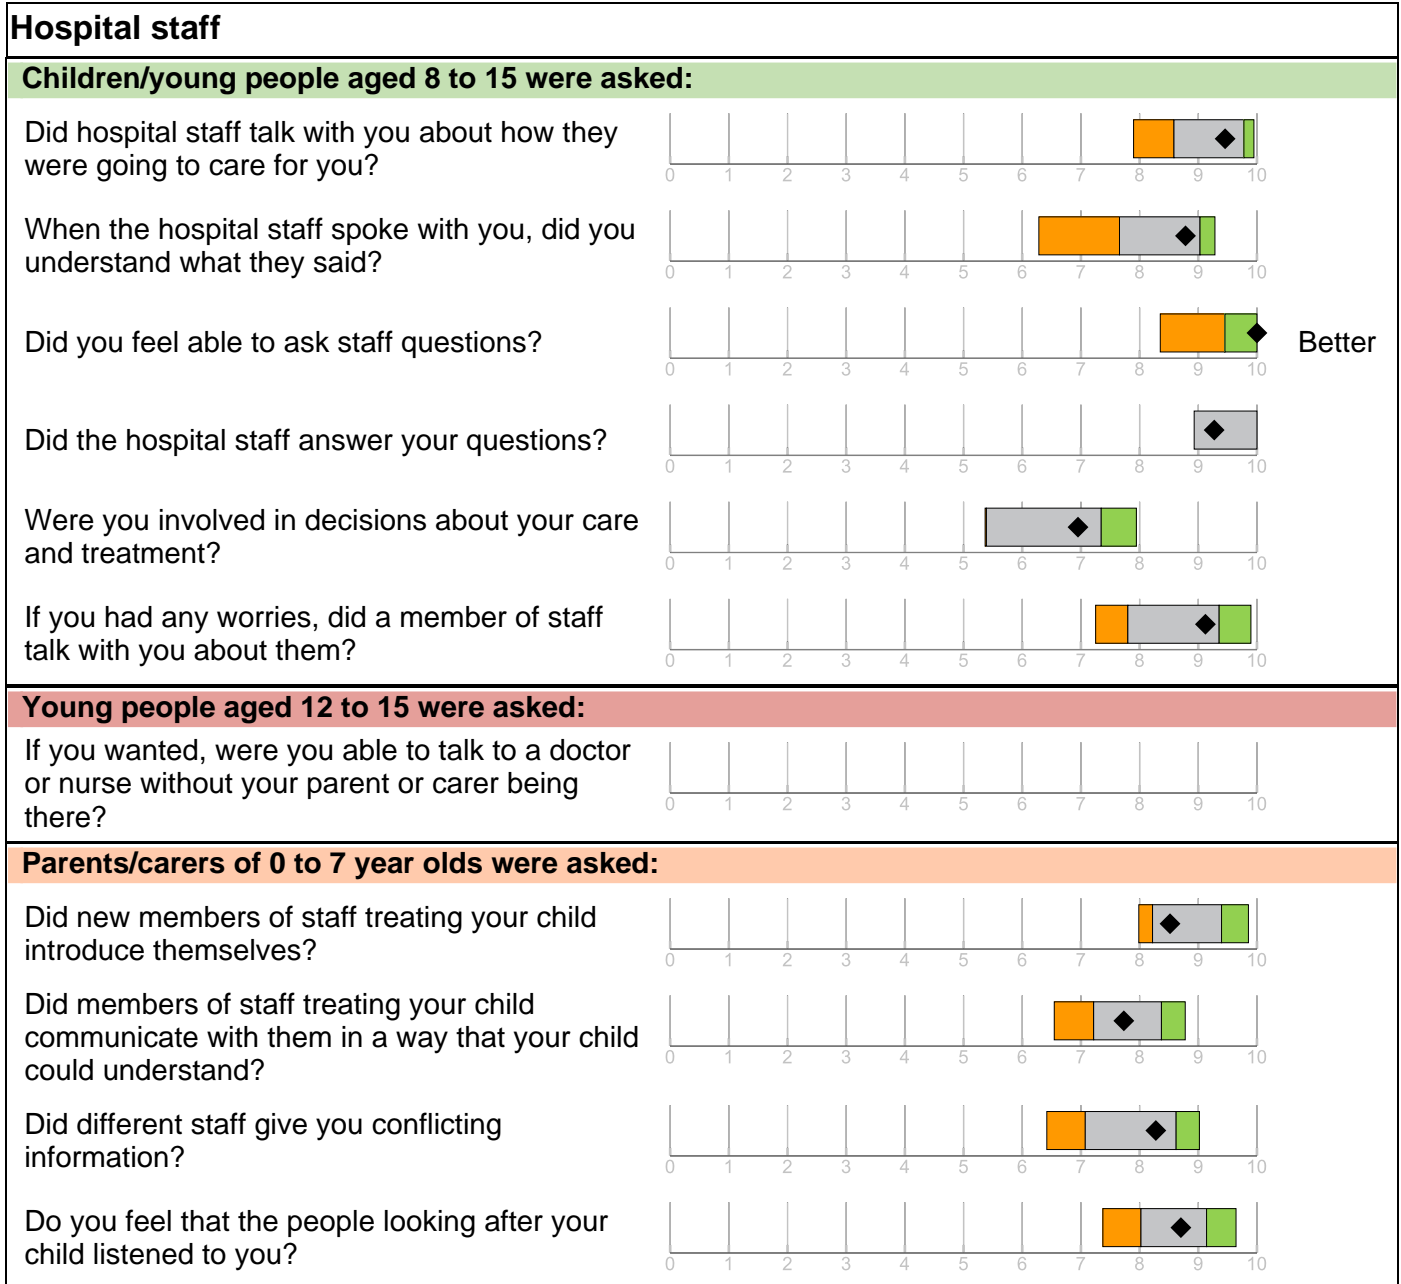 Hospital staff
Children/young people aged 8 to 15 were asked:
Did hospital staff talk with you about how they
were going to care for you?
0 1 2 3 4 5 6 7 8 9 10
When the hospital staff spoke with you, did you
understand what they said?
0 1 2 3 4 5 6 7 8 9 10
Did you feel able to ask staff questions?
Better
0 1 2 3 4 5 6 7 8 9 10
Did the hospital staff answer your questions?
0 1 2 3 4 5 6 7 8 9 10
Were you involved in decisions about your care
and treatment?
0 1 2 3 4 5 6 7 8 9 10
If you had any worries, did a member of staff
talk with you about them?
0 1 2 3 4 5 6 7 8 9 10
Young people aged 12 to 15 were asked:
If you wanted, were you able to talk to a doctor
or nurse without your parent or carer being
there?
0 1 2 3 4 5 6 7 8 9 10
Parents/carers of 0 to 7 year olds were asked:
Did new members of staff treating your child
introduce themselves?
0 1 2 3 4 5 6 7 8 9 10
Did members of staff treating your child
communicate with them in a way that your child
could understand?
0 1 2 3 4 5 6 7 8 9 10
Did different staff give you conflicting
information?
0 1 2 3 4 5 6 7 8 9 10
Do you feel that the people looking after your
child listened to you?
0 1 2 3 4 5 6 7 8 9 10